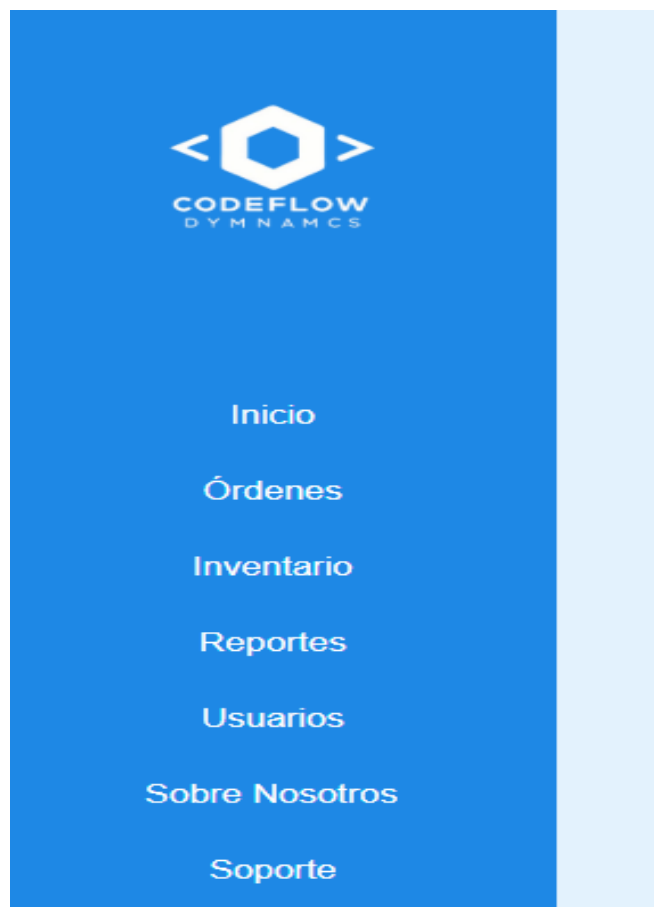 CODEFLOW
DYMNAMCS
Inicio
Órdenes
Inventario
Reportes
Usuarios
Sobre Nosotros
Soporte